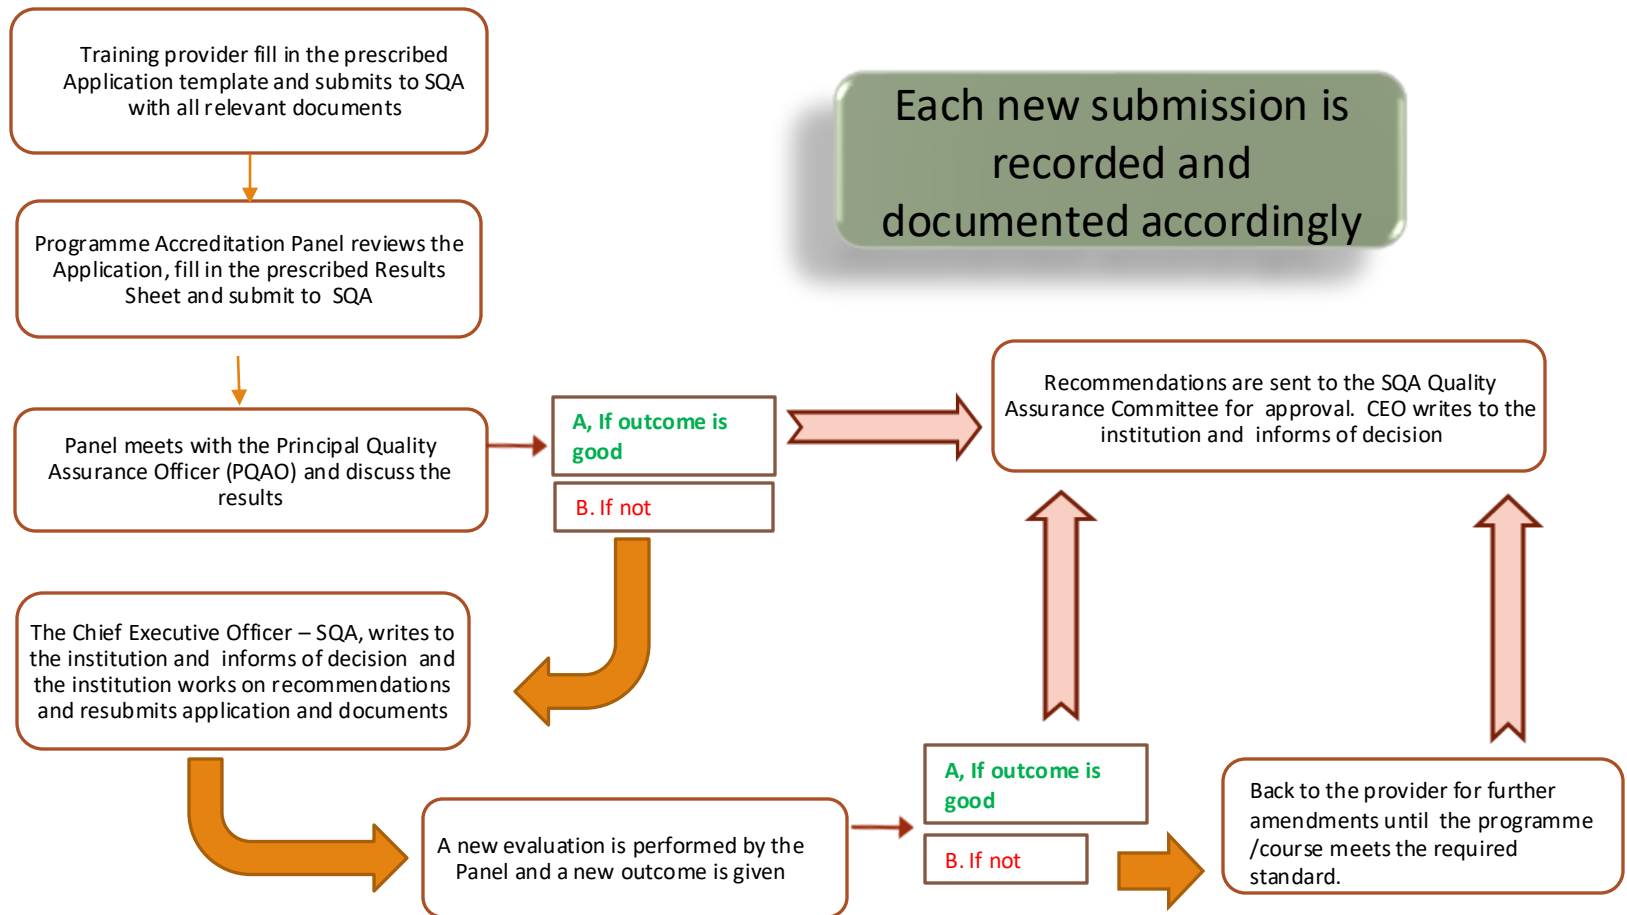 Training provider fill in the prescribed
Application template and submits to SQA
with all relevant documents
Each new submission is
recorded and
documented accordingly
Programme Accreditation Panel reviews the
Application, fill in the prescribed Results
Sheet and submit to SQA
Panel meets with the Principal Quality
Assurance Officer (PQAO) and discuss the
results
A, If outcome is
good
B. If not
Recommendations are sent to the SQA Quality
Assurance Committee for approval. CEO writes to the
institution and informs of decision
The Chief Executive Officer – SQA, writes to
the institution and informs of decision and
the institution works on recommendations
and resubmits application and documents
A new evaluation is performed by the
Panel and a new outcome is given
A, If outcome is
good
B. If not
Back to the provider for further
amendments until the programme
/course meets the required
standard.